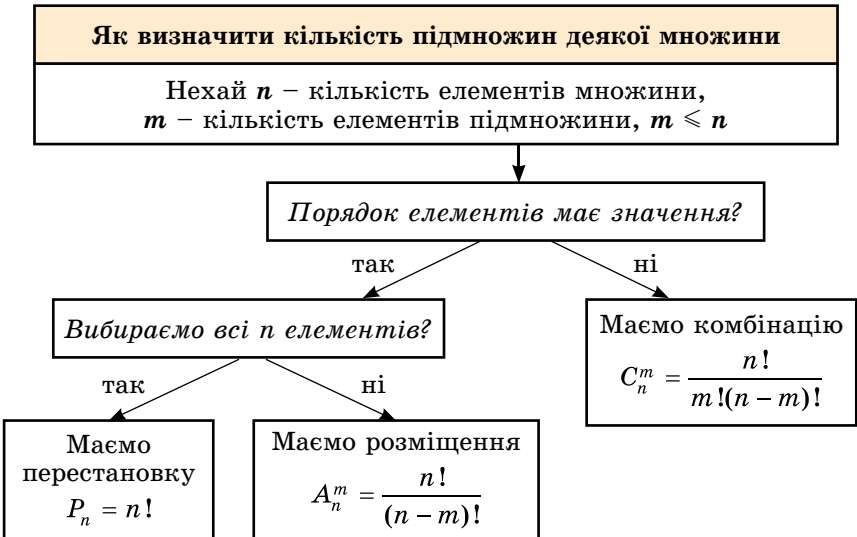 Як визначити кількість підмножин деякої множини
Нехай n – кількість елементів множини,
m – кількість елементів підмножини, m ⩽ n
Порядок елементів має значення?
так
ні
Вибираємо всі n елементів?
Маємо комбінацію
C_n^m = n! / (m!(n – m)!)
так
ні
Маємо
перестановку
P_n = n!
Маємо розміщення
A_n^m = n! / (n – m)!